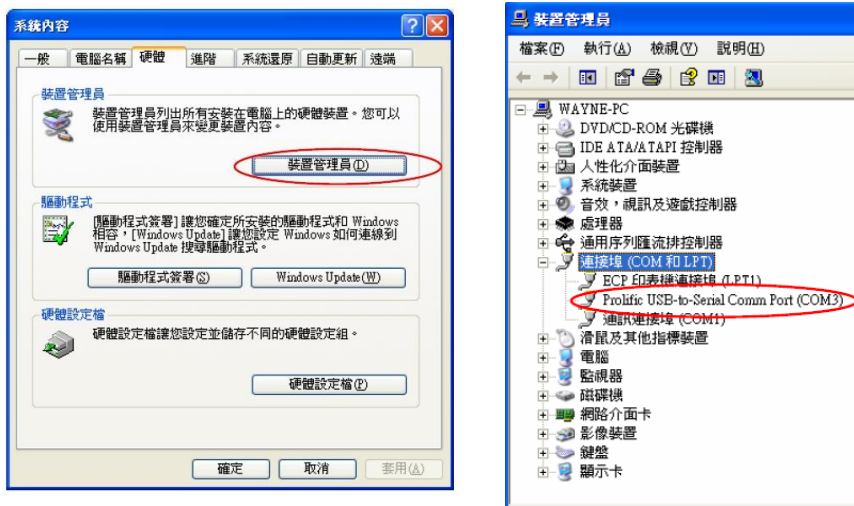 系統內容
一般 電腦名稱 硬體 進階 系統還原 自動更新 遠端
裝置管理員
裝置管理員列出所有安裝在電腦上的硬體裝置。您可以
使用裝置管理員來變更裝置內容。
裝置管理員(D)
驅動程式
[驅動程式簽署] 讓您確定所安裝的驅動程式和 Windows
相容，[Windows Update] 讓您設定 Windows 如何連線到
Windows Update 搜尋驅動程式。
驅動程式簽署(S) Windows Update(W)
硬體設定檔
硬體設定檔讓您設定並儲存不同的硬體設定組。
硬體設定檔(P)
確定 取消 套用(A)
裝置管理員
檔案(F) 執行(A) 檢視(V) 說明(H)
WAYNE-PC
DVD/CD-ROM 光碟機
IDE ATA/ATAPI 控制器
人性化介面裝置
系統裝置
音效，視訊及遊戲控制器
處理器
通用序列匯流排控制器
連接埠 (COM 和 LPT)
ECP 印表機連接埠 (LPT1)
Prolific USB-to-Serial Comm Port (COM3)
通訊連接埠 (COM1)
滑鼠及其他指標裝置
電腦
監視器
磁碟機
網路介面卡
影像裝置
鍵盤
顯示卡